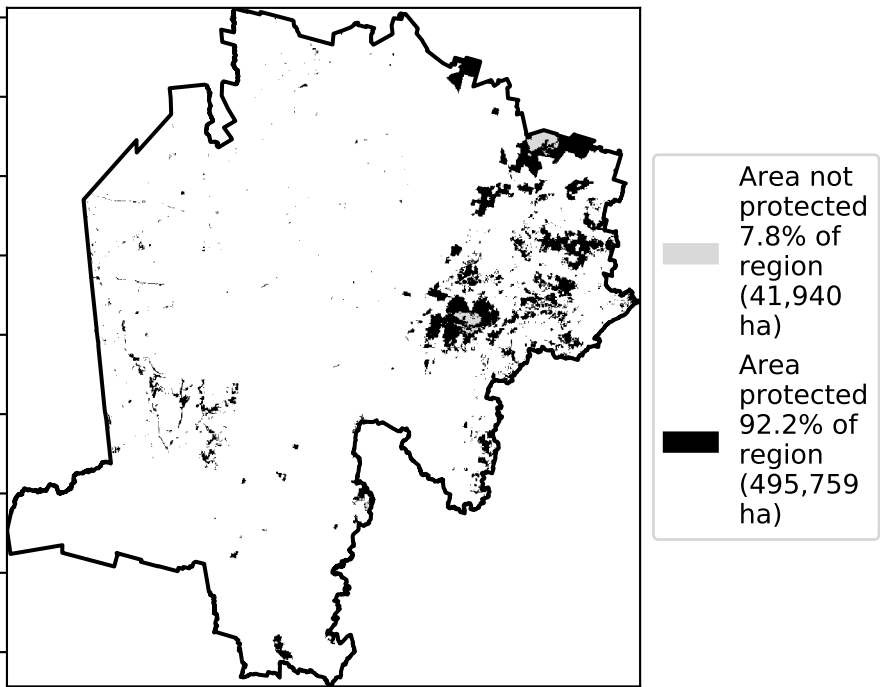 Area not
protected
7.8% of
region
(41,940
ha)
Area
protected
92.2% of
region
(495,759
ha)